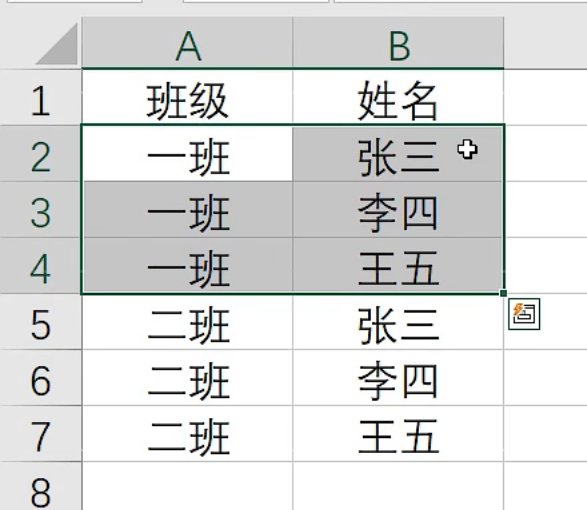 A B
1 班级 姓名
2 一班 张三
3 一班 李四
4 一班 王五
5 二班 张三
6 二班 李四
7 二班 王五
8